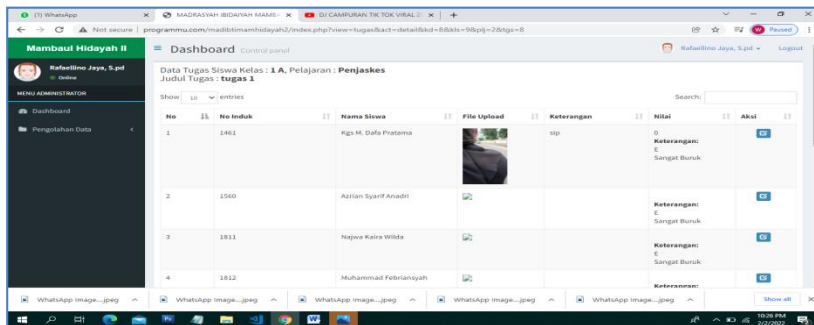 (1) WhatsApp
MADRASYAH IBIDAIYAH MAMB
DJ CAMPURAN TIK TOK VIRAL 2
Not secure | programmu.com/madibtimamhidayah2/index.php?view=tugas&act=detail&kd=8&kls=9&plj=2&tgs=8
Paused
Mambaul Hidayah II
Dashboard Control panel
Rafaellino Jaya, S.pd
Logout
Rafaellino Jaya, S.pd
Online
MENU ADMINISTRATOR
Dashboard
Pengolahan Data
Data Tugas Siswa Kelas : 1 A, Pelajaran : Penjaskes
Judul Tugas : tugas 1
Show 10 entries
Search:
No No Induk Nama Siswa File Upload Keterangan Nilai Aksi
1 1461 Kgs M. Dafa Pratama sip 0
Keterangan:
E
Sangat Buruk
2 1560 Azrian Syarif Anadri
Keterangan:
E
Sangat Buruk
3 1811 Najwa Kaira Wilda
Keterangan:
E
Sangat Buruk
4 1812 Muhammad Febriansyah
Keterangan:
WhatsApp Image...jpeg
WhatsApp Image...jpeg
WhatsApp Image...jpeg
WhatsApp Image...jpeg
WhatsApp Image...jpeg
Show all
10:26 PM
2/2/2022